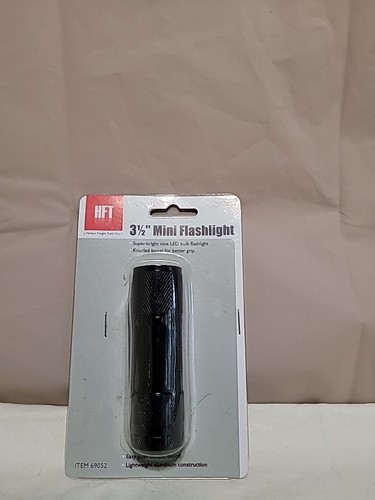 HFT
3½" Mini Flashlight
· Super-bright nine LED bulb flashlight
· Knurled barrel for better grip
· Easy
· Lightweight aluminum construction
ITEM 69052